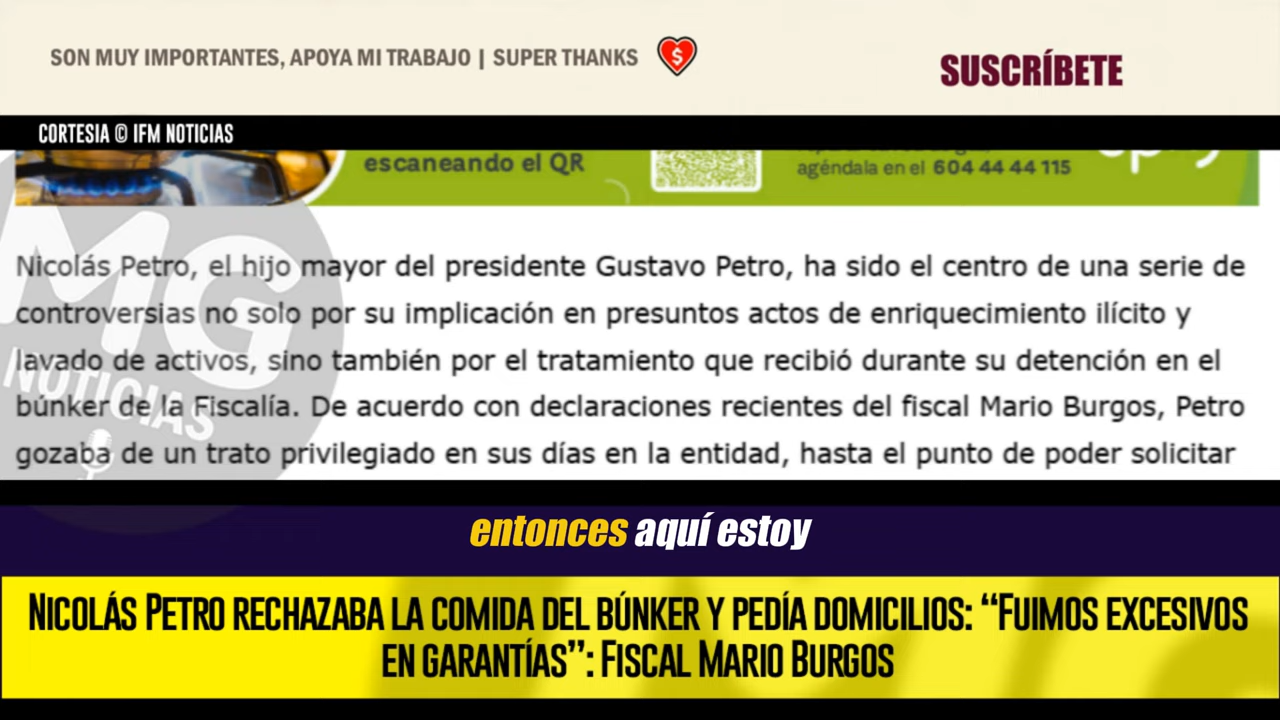 SON MUY IMPORTANTES, APOYA MI TRABAJO | SUPER THANKS
SUSCRÍBETE
CORTESIA © IFM NOTICIAS
escaneando el QR
agéndala en el 604 44 44 115
Nicolás Petro, el hijo mayor del presidente Gustavo Petro, ha sido el centro de una serie de
controversias no solo por su implicación en presuntos actos de enriquecimiento ilícito y
lavado de activos, sino también por el tratamiento que recibió durante su detención en el
búnker de la Fiscalía. De acuerdo con declaraciones recientes del fiscal Mario Burgos, Petro
gozaba de un trato privilegiado en sus días en la entidad, hasta el punto de poder solicitar
MG
NOTICIAS
entonces aquí estoy
NICOLÁS PETRO RECHAZABA LA COMIDA DEL BÚNKER Y PEDÍA DOMICILIOS: “FUIMOS EXCESIVOS
EN GARANTÍAS”: FISCAL MARIO BURGOS